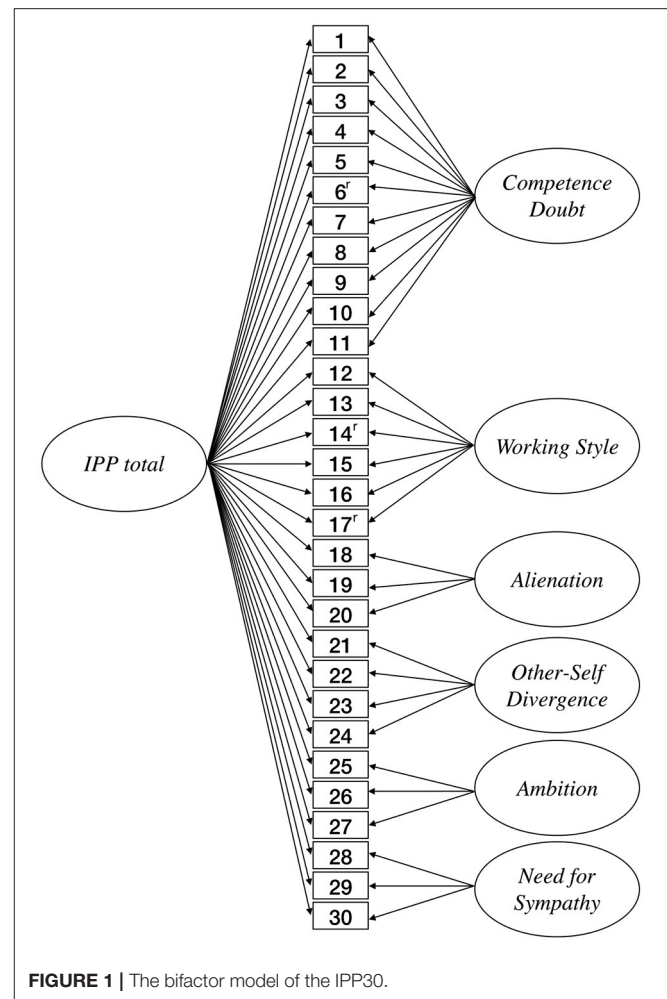 1
2
3
4
5
6r
7
8
9
10
11
12
13
14r
15
16
17r
18
19
20
21
22
23
24
25
26
27
28
29
30
IPP total
Competence
Doubt
Working Style
Alienation
Other-Self
Divergence
Ambition
Need for
Sympathy
FIGURE 1 | The bifactor model of the IPP30.